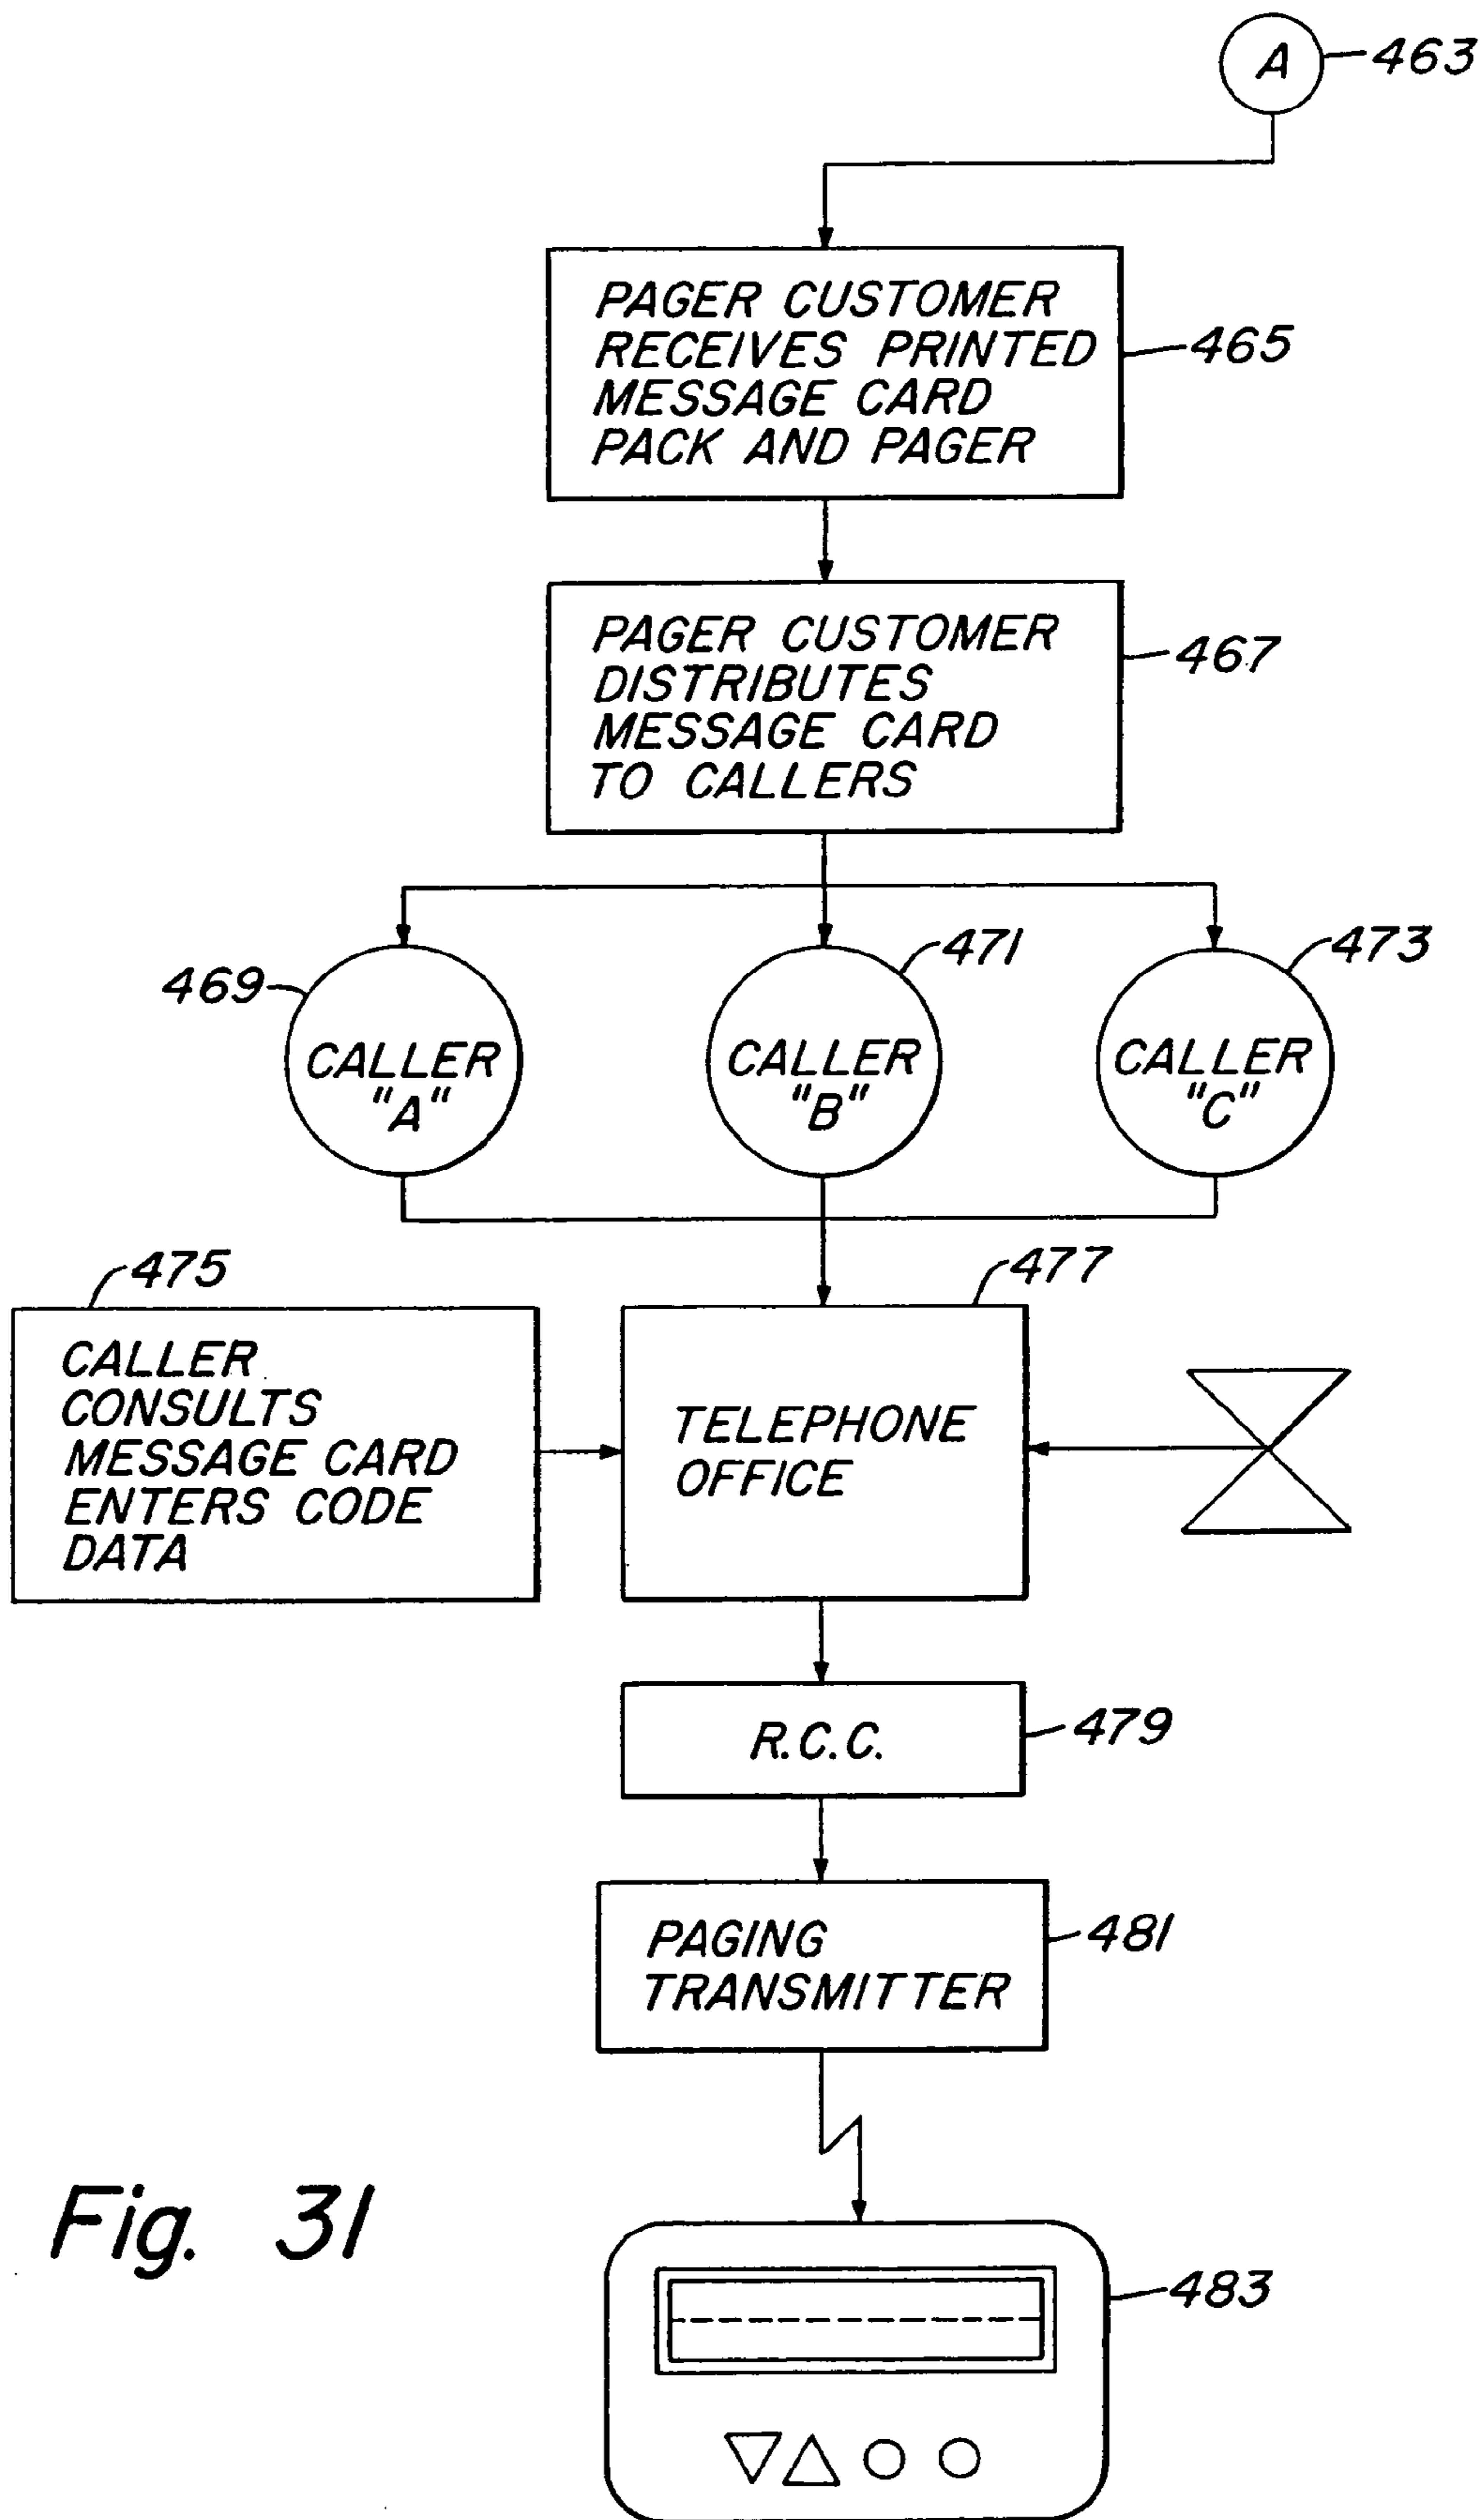 A
463
PAGER CUSTOMER
RECEIVES PRINTED
MESSAGE CARD
PACK AND PAGER
465
PAGER CUSTOMER
DISTRIBUTES
MESSAGE CARD
TO CALLERS
467
469
CALLER
"A"
471
CALLER
"B"
473
CALLER
"C"
475
CALLER
CONSULTS
MESSAGE CARD
ENTERS CODE
DATA
477
TELEPHONE
OFFICE
R.C.C.
479
PAGING
TRANSMITTER
481
483
Fig. 31